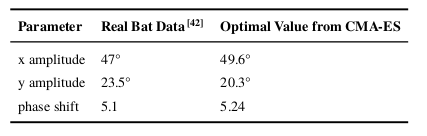 Parameter Real Bat Data [42] Optimal Value from CMA-ES
x amplitude 47° 49.6°
y amplitude 23.5° 20.3°
phase shift 5.1 5.24